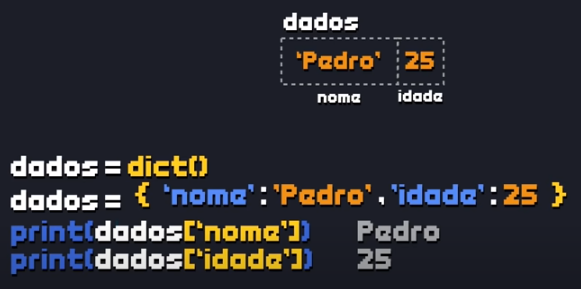 dados
'Pedro' 25
nome idade
dados = dict()
dados = { 'nome':'Pedro', 'idade':25 }
print(dados['nome']) Pedro
print(dados['idade']) 25